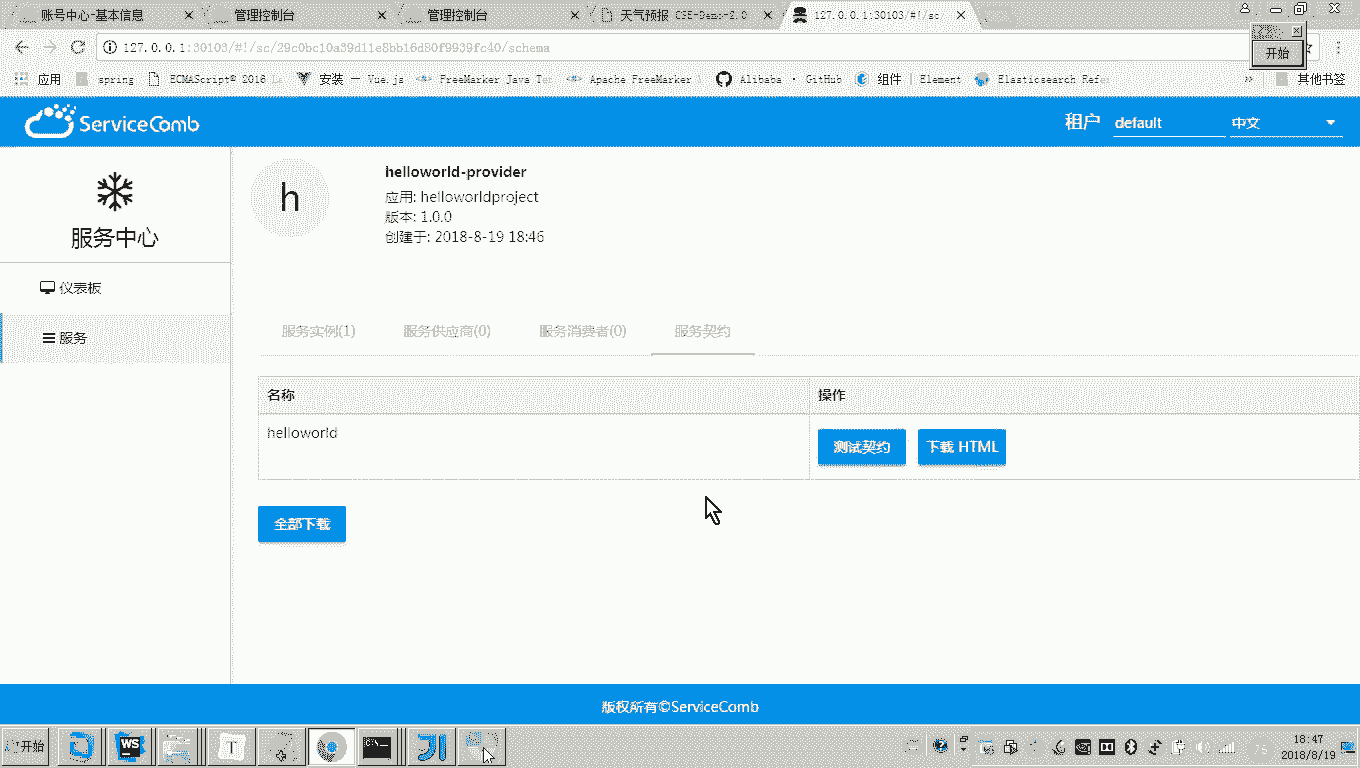 账号中心-基本信息
管理控制台
管理控制台
天气预报 CSE-Demo-2.0
127.0.0.1:30103/#!/sc/
127.0.0.1:30103/#!/sc/29c0bc10a39d11e8bb16d80f9939fc40/schema
开始
应用
spring
ECMAScript® 2018 La
安装 — Vue.js
FreeMarker Java Te
Apache FreeMarker
Alibaba · GitHub
组件 | Element
Elasticsearch Refe
»
其他书签
ServiceComb
租户
default
中文
服务中心
仪表板
服务
h
helloworld-provider
应用: helloworldproject
版本: 1.0.0
创建于: 2018-8-19 18:46
服务实例(1)
服务供应商(0)
服务消费者(0)
服务契约
名称
操作
helloworld
测试契约
下载 HTML
全部下载
版权所有©ServiceComb
开始
WS
T
18:47
2018/8/19